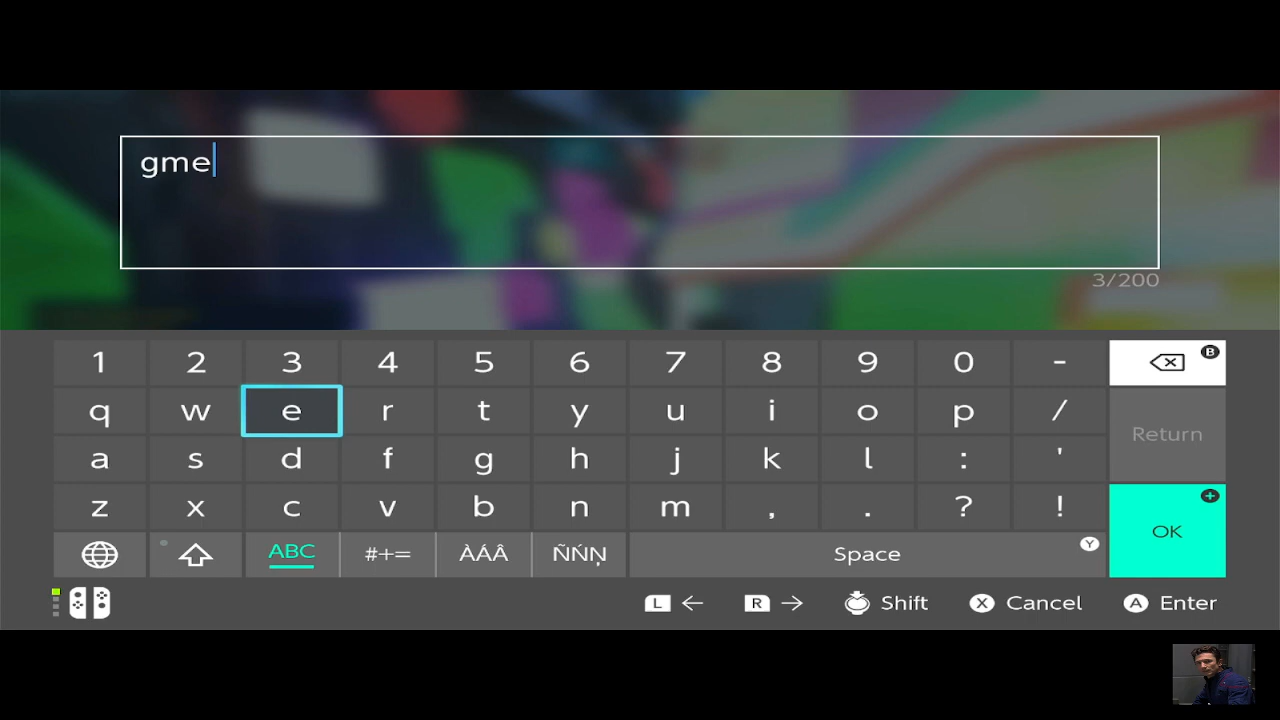 gme
3/200
1 2 3 4 5 6 7 8 9 0 -
B
q w e r t y u i o p /
Return
a s d f g h j k l : '
z x c v b n m , . ? !
+
OK
ABC #+= ÀÁÂ ÑŃŅ Space Y
L ← R → Shift X Cancel A Enter